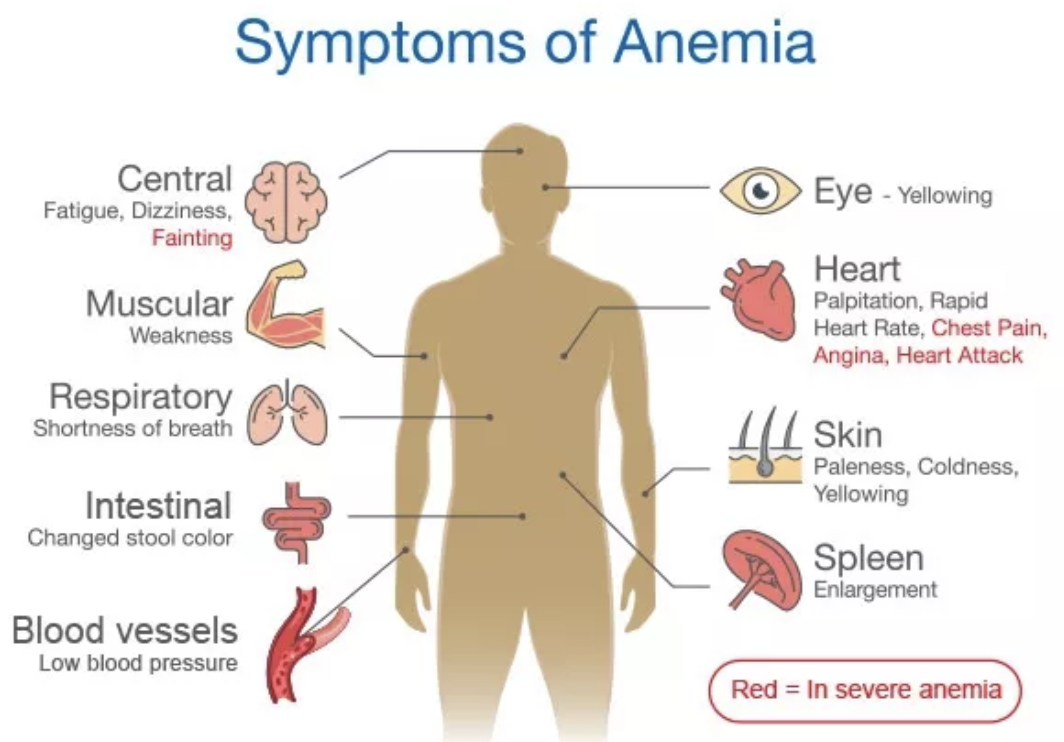 Symptoms of Anemia
Central
Fatigue, Dizziness,
Fainting
Muscular
Weakness
Respiratory
Shortness of breath
Intestinal
Changed stool color
Blood vessels
Low blood pressure
Eye - Yellowing
Heart
Palpitation, Rapid
Heart Rate, Chest Pain,
Angina, Heart Attack
Skin
Paleness, Coldness,
Yellowing
Spleen
Enlargement
Red = In severe anemia